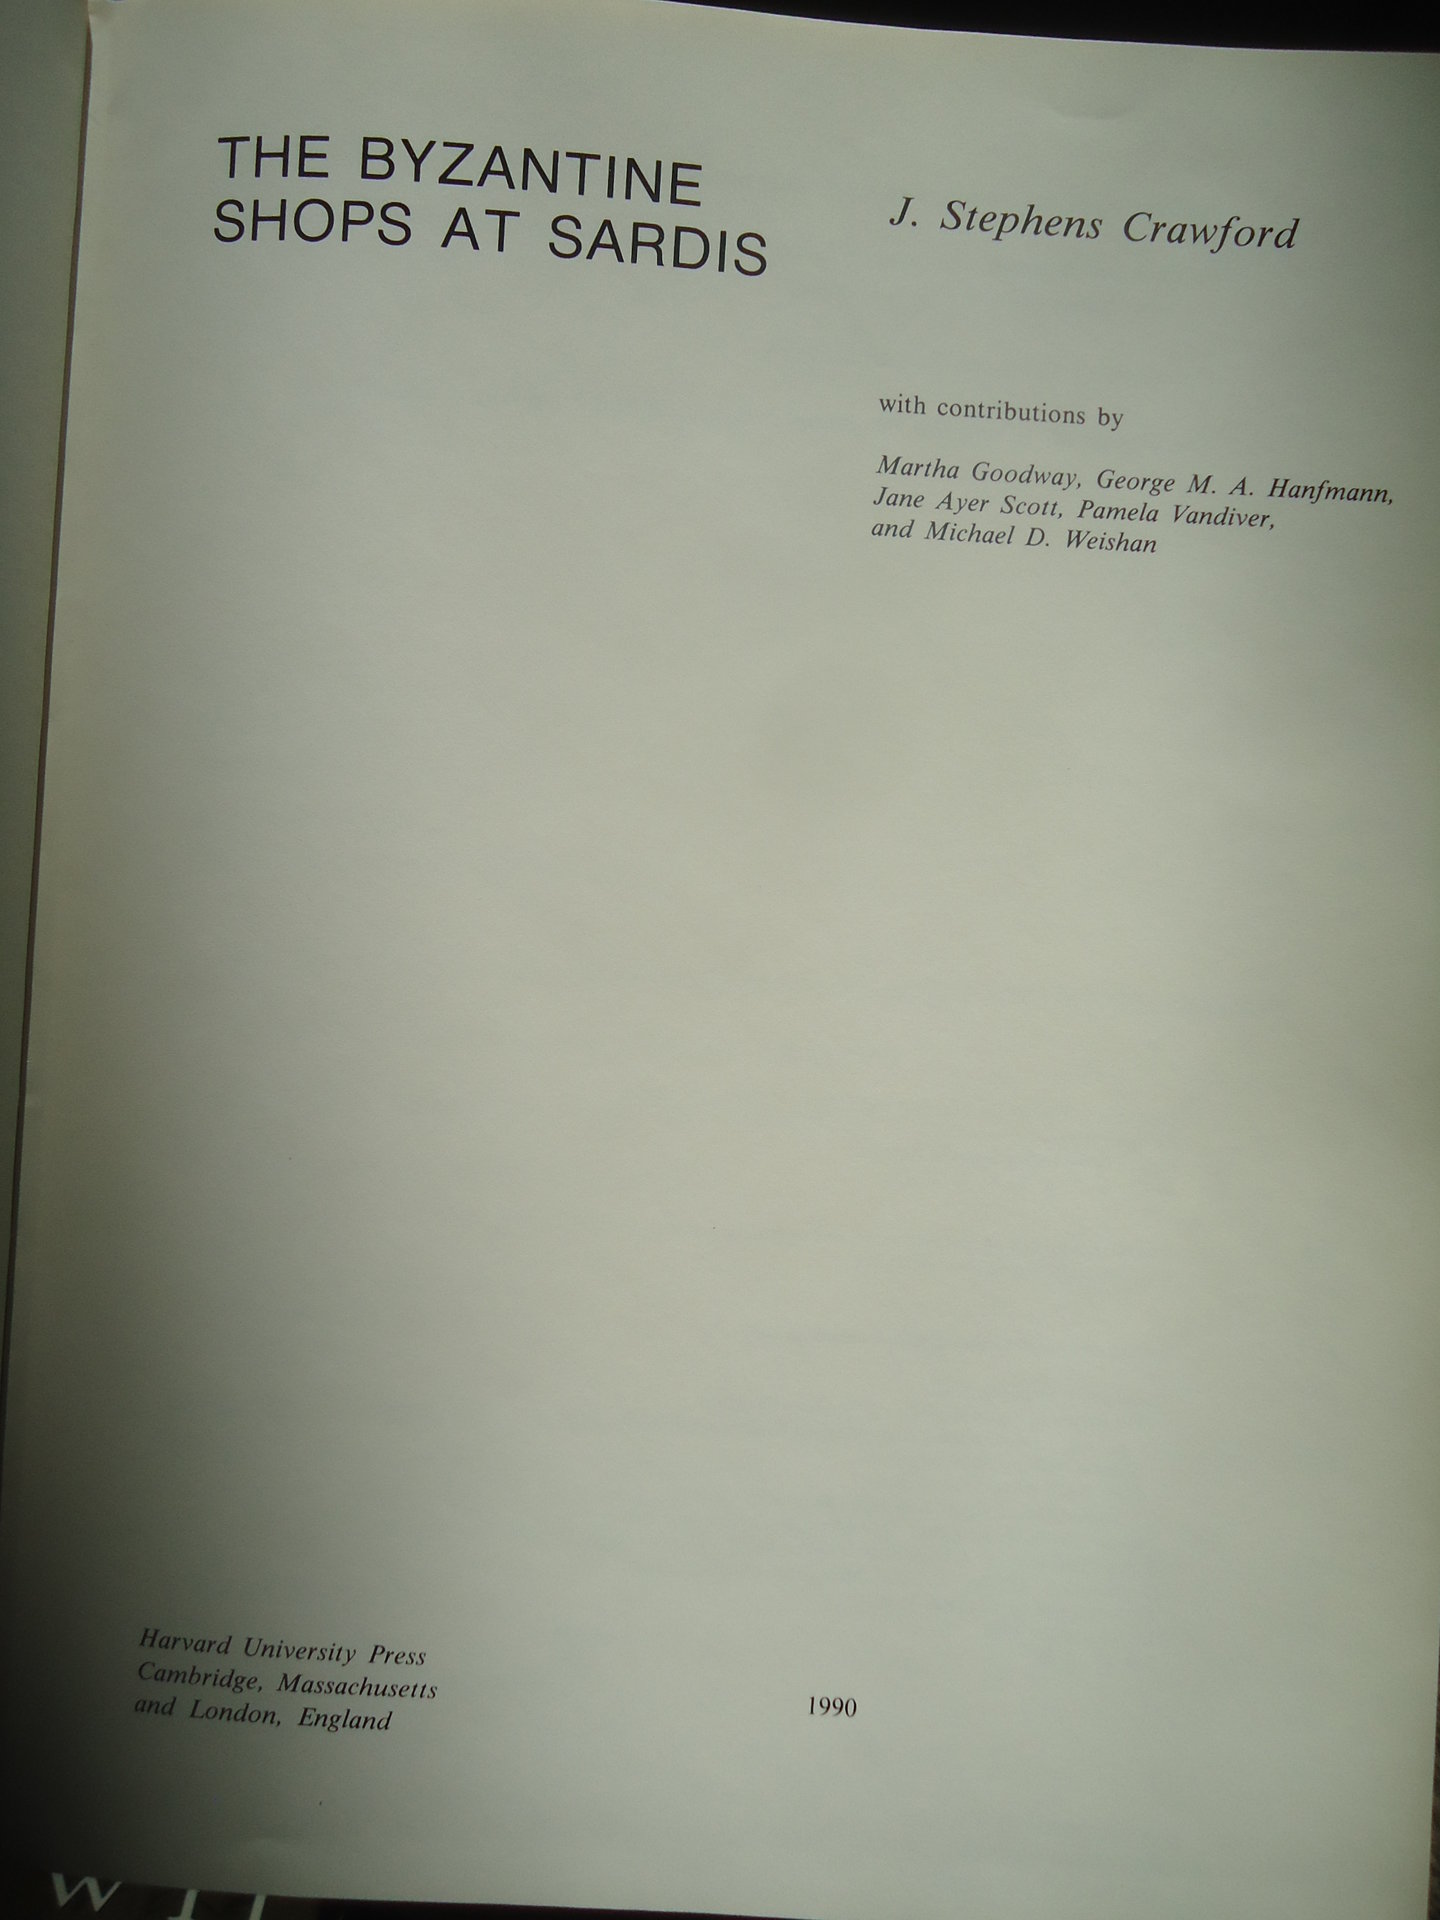 THE BYZANTINE
SHOPS AT SARDIS
J. Stephens Crawford
with contributions by
Martha Goodway, George M. A. Hanfmann,
Jane Ayer Scott, Pamela Vandiver,
and Michael D. Weishan
Harvard University Press
Cambridge, Massachusetts
and London, England
1990